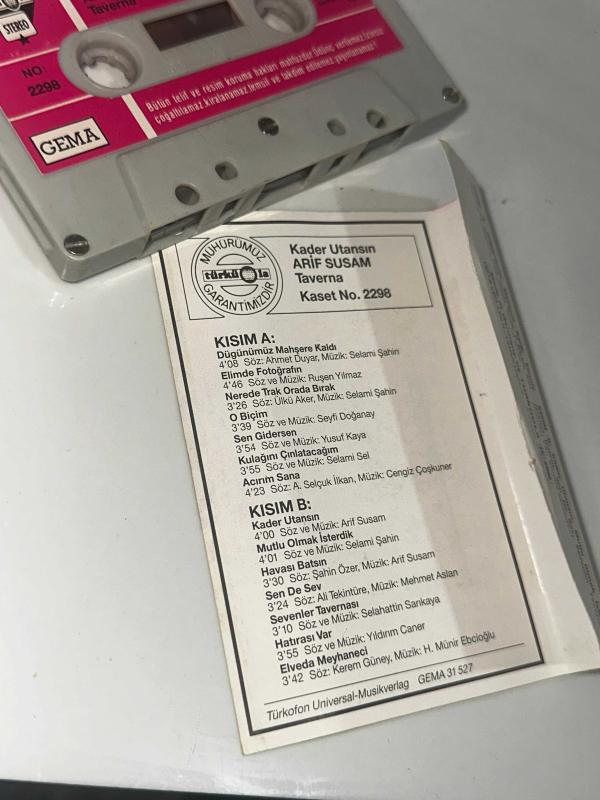 STEREO
Taverna
NO:
2298
GEMA
Bütün telif ve resim koruma hakları mahfuzdur.Ödünç verilemez.İzinsiz
çoğaltılamaz,kiralanamaz,temsil ve takdim edilemez,yayınlanamaz!
MÜHÜRÜMÜZ
türküola
GARANTİMİZDİR
Kader Utansın
ARİF SUSAM
Taverna
Kaset No. 2298
KISIM A:
Düğünümüz Mahşere Kaldı
4'08 Söz: Ahmet Duyar, Müzik: Selami Şahin
Elimde Fotoğrafın
4'46 Söz ve Müzik: Ruşen Yılmaz
Nerede Trak Orada Bırak
3'26 Söz: Ülkü Aker, Müzik: Selami Şahin
O Biçim
3'39 Söz ve Müzik: Seyfi Doğanay
Sen Gidersen
3'54 Söz ve Müzik: Yusuf Kaya
Kulağını Çınlatacağım
3'55 Söz ve Müzik: Selami Sel
Acırım Sana
4'23 Söz: A. Selçuk İlkan, Müzik: Cengiz Çoşkuner
KISIM B:
Kader Utansın
4'00 Söz ve Müzik: Arif Susam
Mutlu Olmak İsterdik
4'01 Söz ve Müzik: Selami Şahin
Havası Batsın
3'30 Söz: Şahin Özer, Müzik: Arif Susam
Sen De Sev
3'24 Söz: Ali Tekintüre, Müzik: Mehmet Aslan
Sevenler Tavernası
3'10 Söz ve Müzik: Selahattin Sarıkaya
Hatırası Var
3'55 Söz ve Müzik: Yıldırım Caner
Elveda Meyhaneci
3'42 Söz: Kerem Güney, Müzik: H. Münir Ebcioğlu
Türkofon Universal-Musikverlag GEMA 31 527